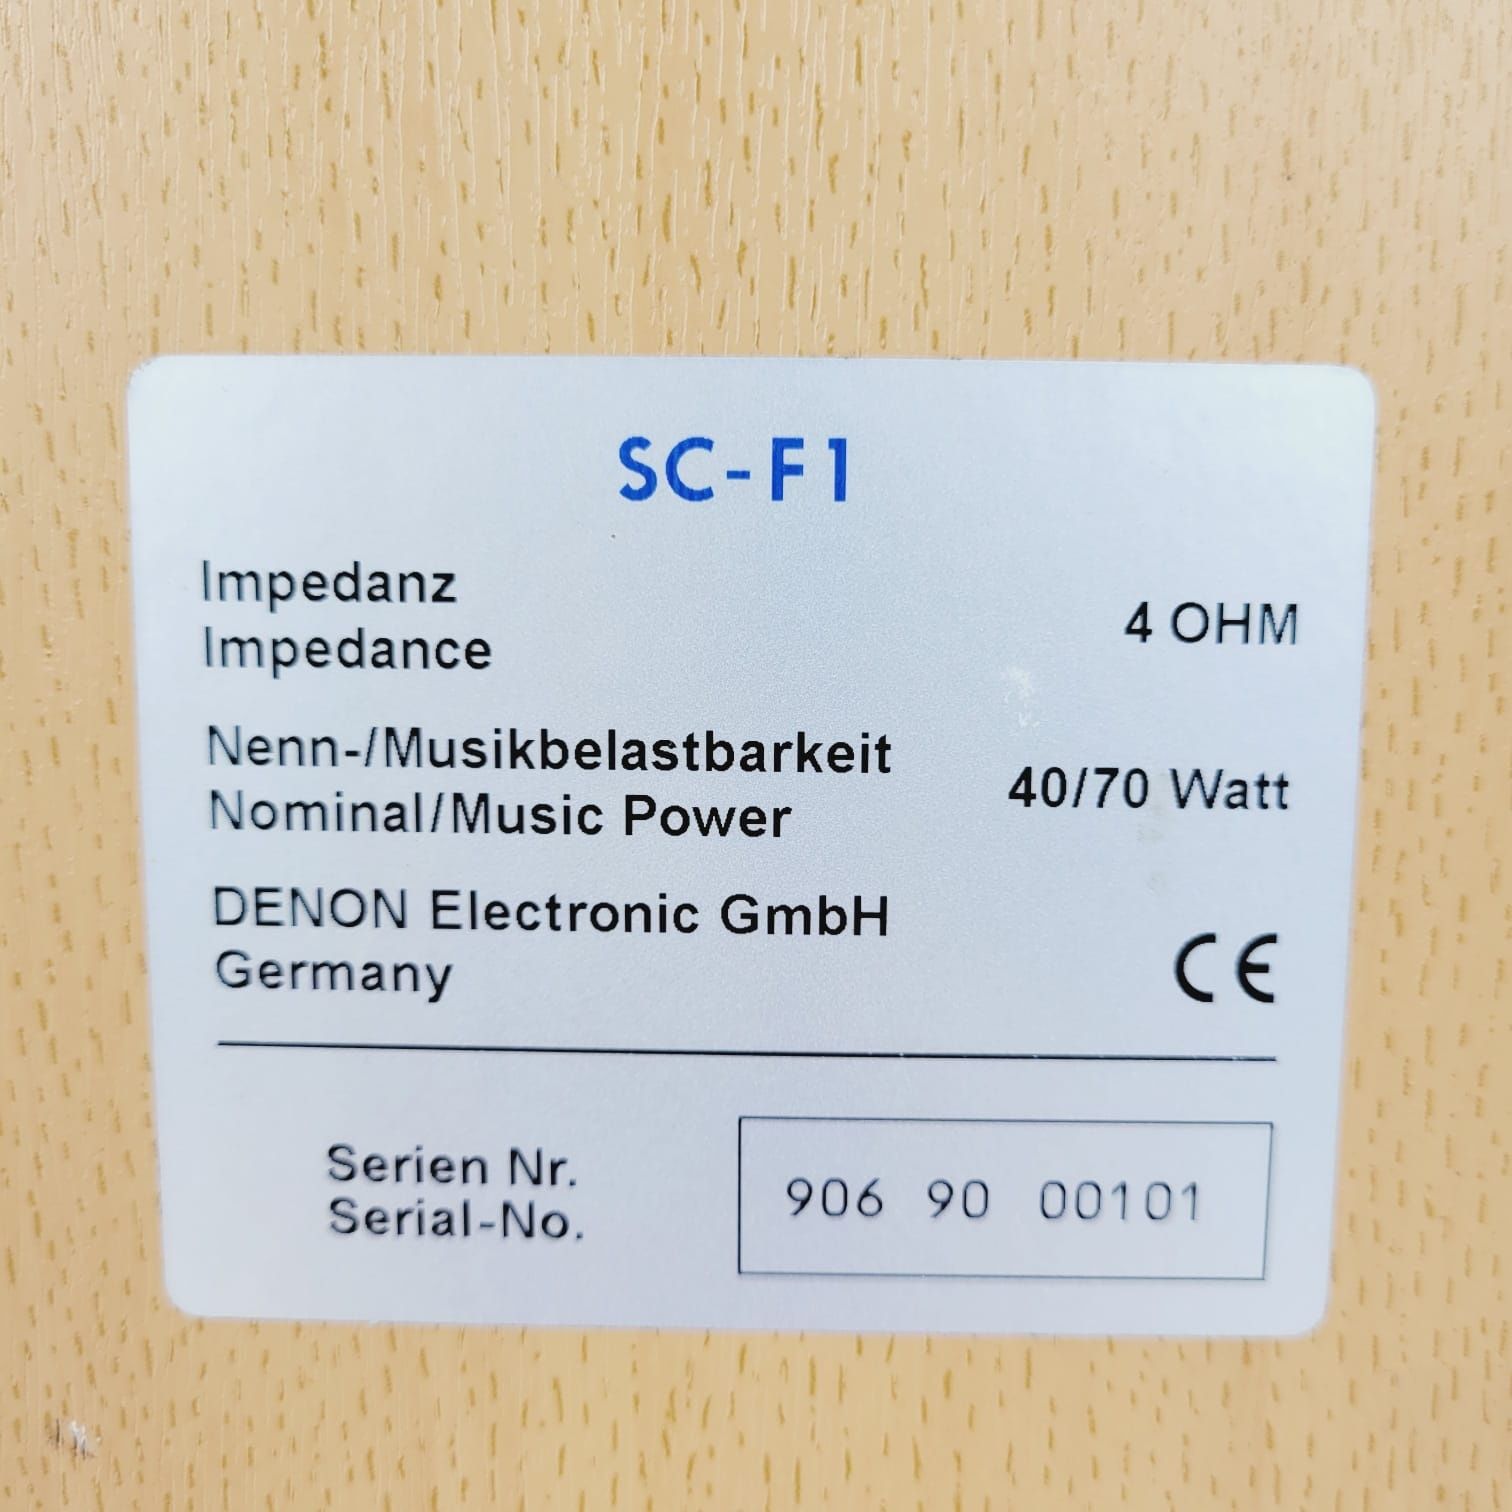 SC-F1
Impedanz
Impedance
4 OHM
Nenn-/Musikbelastbarkeit
Nominal/Music Power
40/70 Watt
DENON Electronic GmbH
Germany
CE
Serien Nr.
Serial-No.
906 90 00101